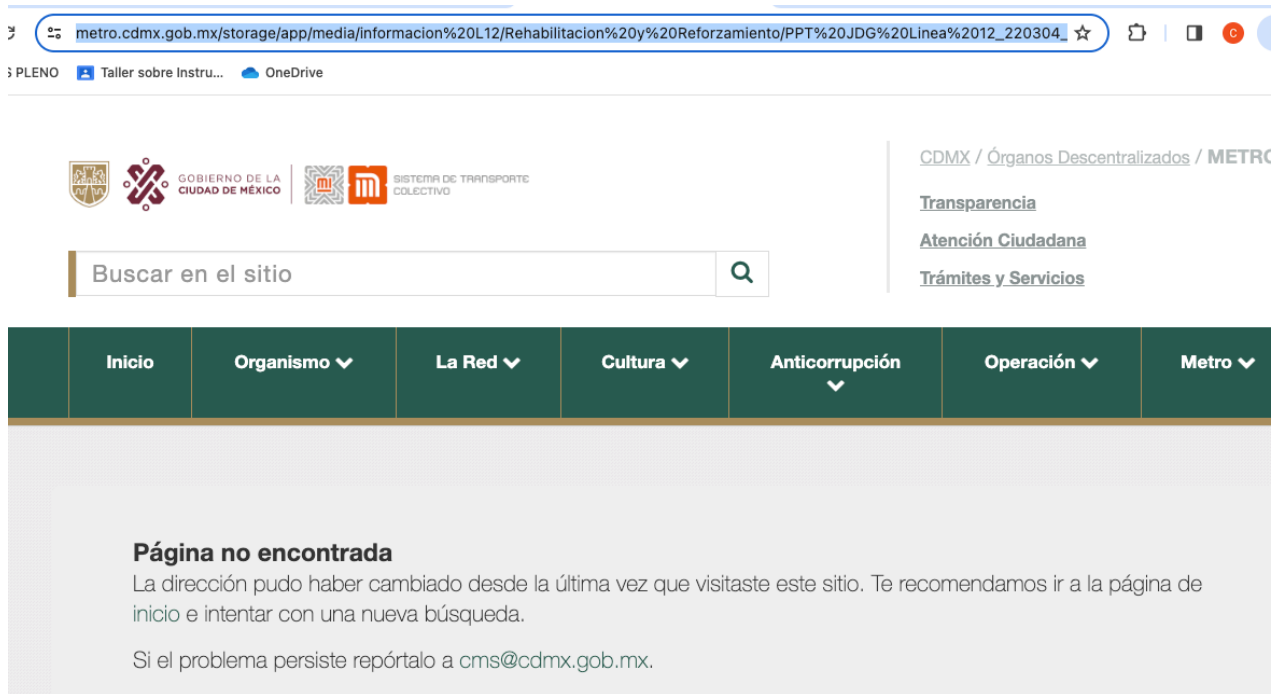 metro.cdmx.gob.mx/storage/app/media/informacion%20L12/Rehabilitacion%20y%20Reforzamiento/PPT%20JDG%20Linea%2012_220304_
C
S PLENO Taller sobre Instru... OneDrive
CDMX / Órganos Descentralizados / METRO
GOBIERNO DE LA
CIUDAD DE MÉXICO
SISTEMA DE TRANSPORTE
COLECTIVO
Transparencia
Atención Ciudadana
Trámites y Servicios
Buscar en el sitio
Inicio Organismo La Red Cultura Anticorrupción Operación Metro
Página no encontrada
La dirección pudo haber cambiado desde la última vez que visitaste este sitio. Te recomendamos ir a la página de
inicio e intentar con una nueva búsqueda.
Si el problema persiste repórtalo a cms@cdmx.gob.mx.